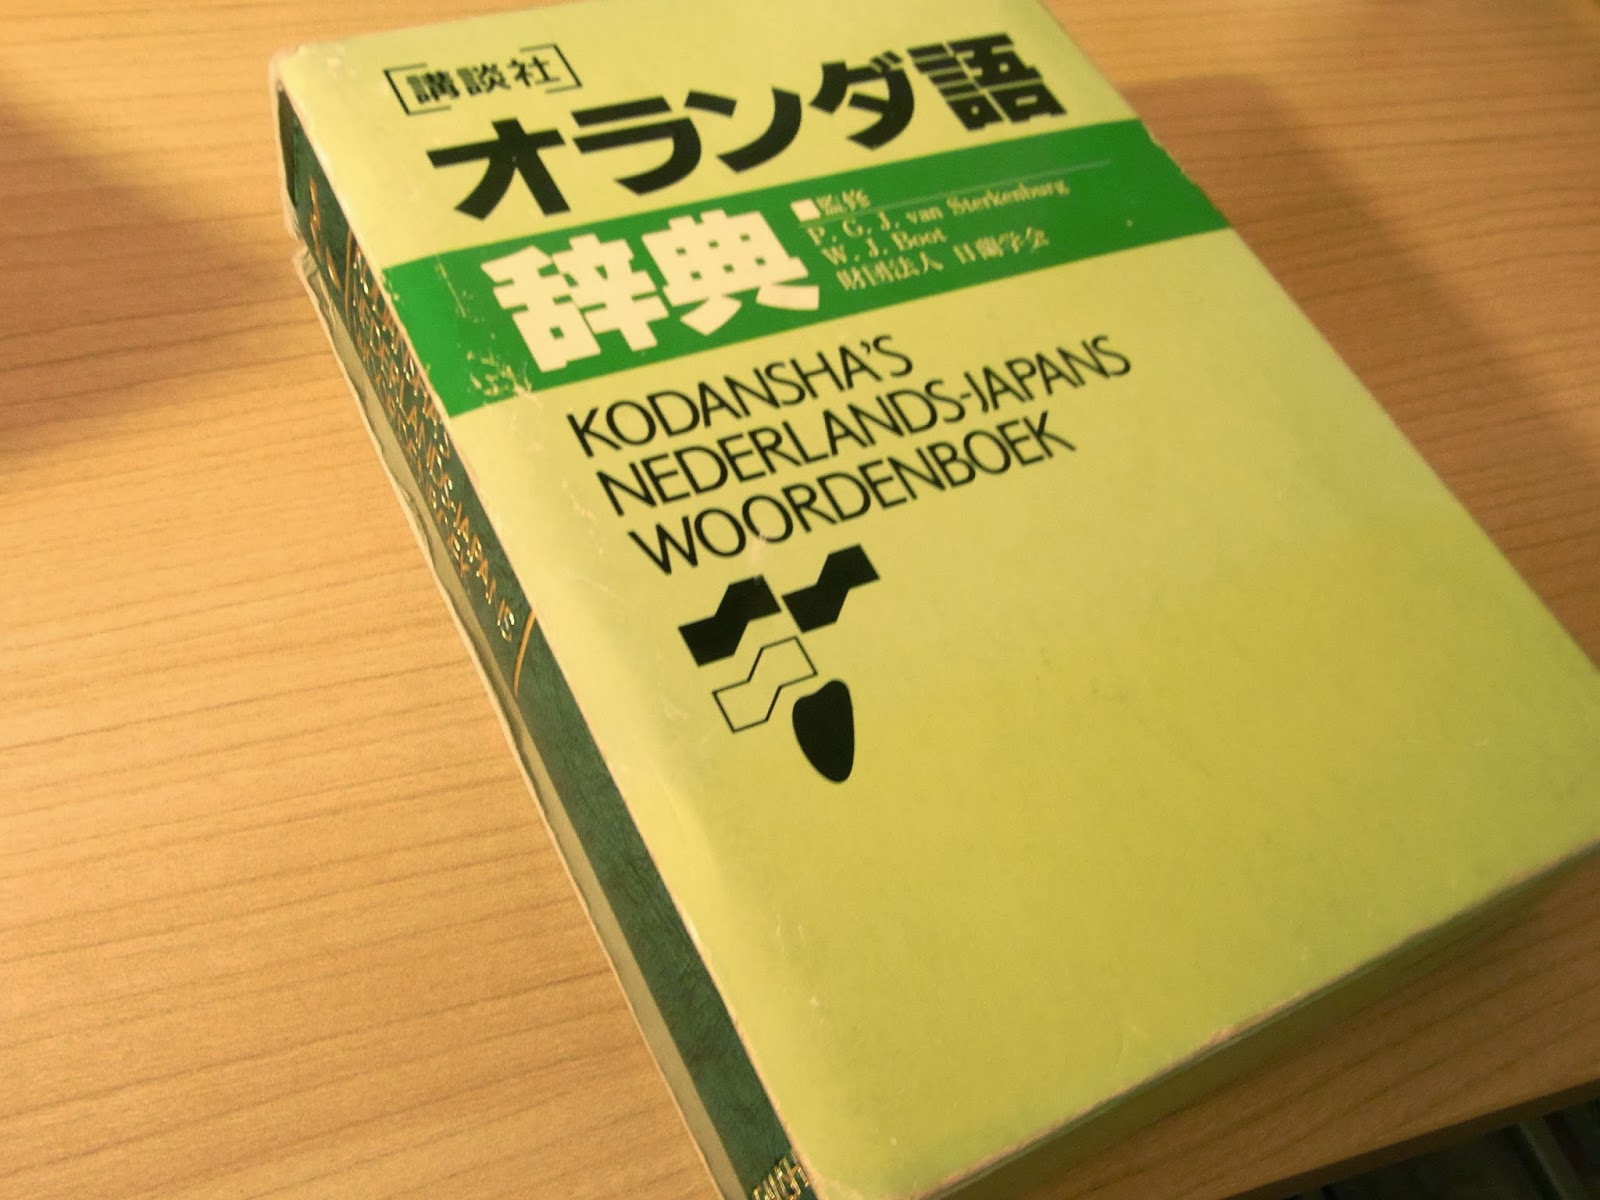 [講談社]
オランダ語
辞典
■監修
P. G. J. van Sterkenburg
W. J. Boot
財団法人 日蘭学会
KODANSHA'S
NEDERLANDS-JAPANS
WOORDENBOEK